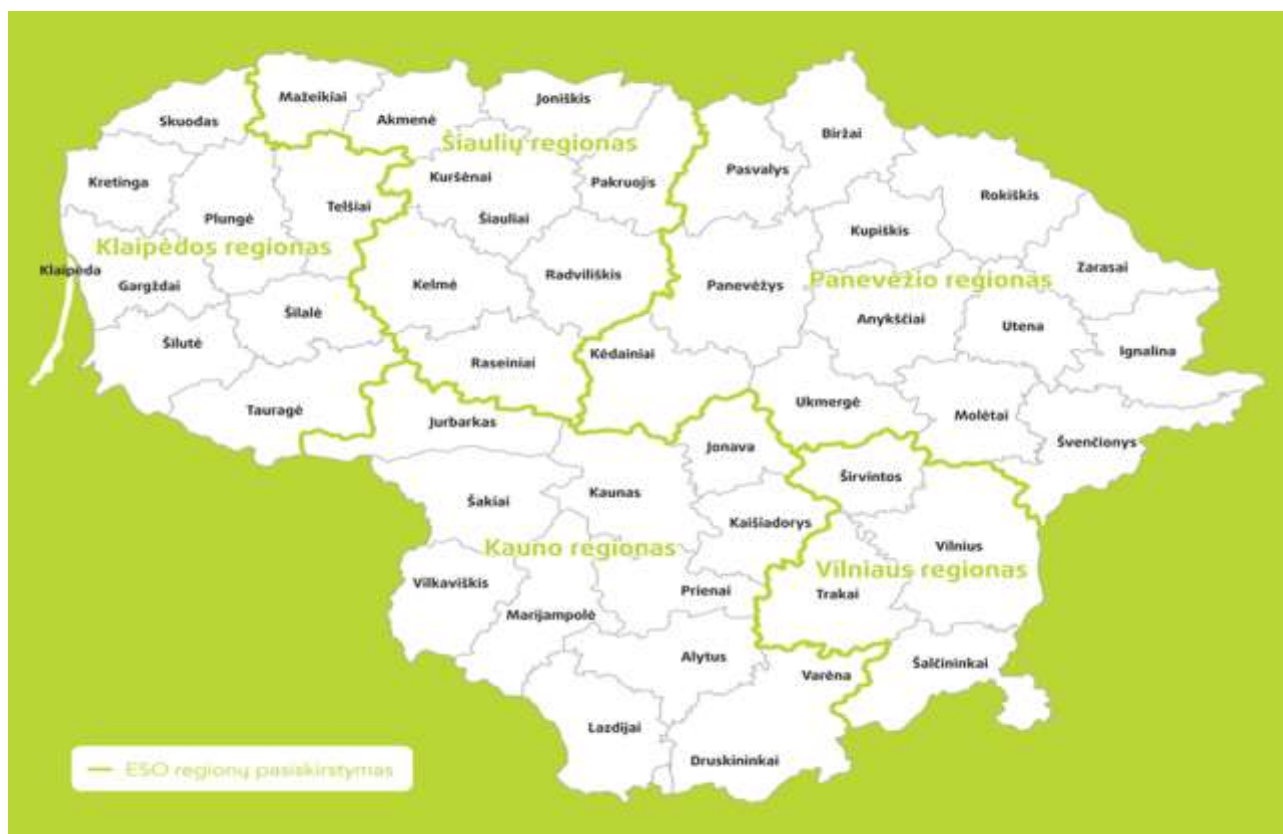 Mažeikiai
Joniškis
Skuodas
Akmenė
Biržai
Šiaulių regionas
Pasvalys
Kuršėnai
Kretinga
Pakruojis
Rokiškis
Telšiai
Plungė
Šiauliai
Kupiškis
Klaipėdos regionas
Zarasai
Klaipėda
Radviliškis
Panevėžio regionas
Gargždai
Kelmė
Panevėžys
Šilalė
Anykščiai
Utena
Šilutė
Ignalina
Kėdainiai
Raseiniai
Ukmergė
Tauragė
Molėtai
Jurbarkas
Švenčionys
Jonava
Širvintos
Kaunas
Šakiai
Kaišiadorys
Kauno regionas
Vilnius
Vilniaus regionas
Vilkaviškis
Prienai
Trakai
Marijampolė
Alytus
Šalčininkai
Varėna
Lazdijai
Druskininkai
ESO regionų pasiskirstymas